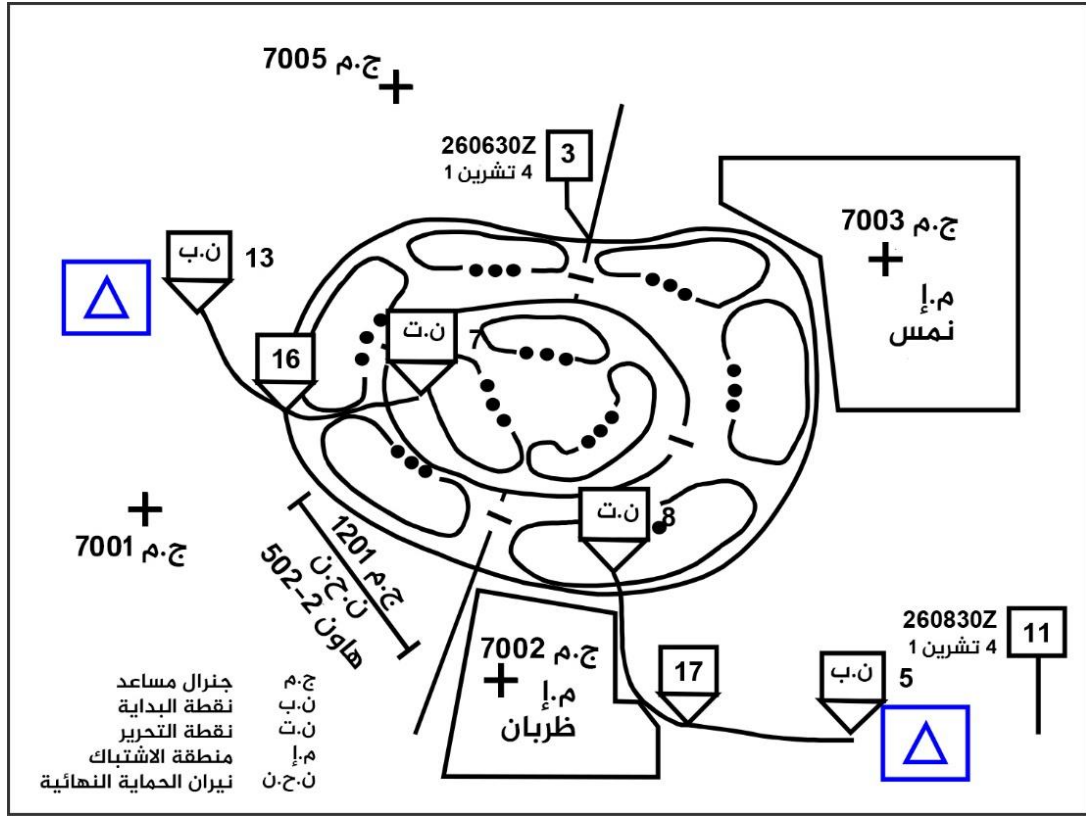 ج.م 7005
260630Z
4 تشرين 1
3
ج.م 7003
م.إ
نمس
ن.ب
13
16
ن.ت
7
ج.م 7001
ج.م 1201
ن.ح.ن
هاون 2-502
ن.ت
8
ج.م 7002
م.إ
ظربان
17
ن.ب
5
260830Z
4 تشرين 1
11
ج.م جنرال مساعد
ن.ب نقطة البداية
ن.ت نقطة التحرير
م.إ منطقة الاشتباك
ن.ح.ن نيران الحماية النهائية